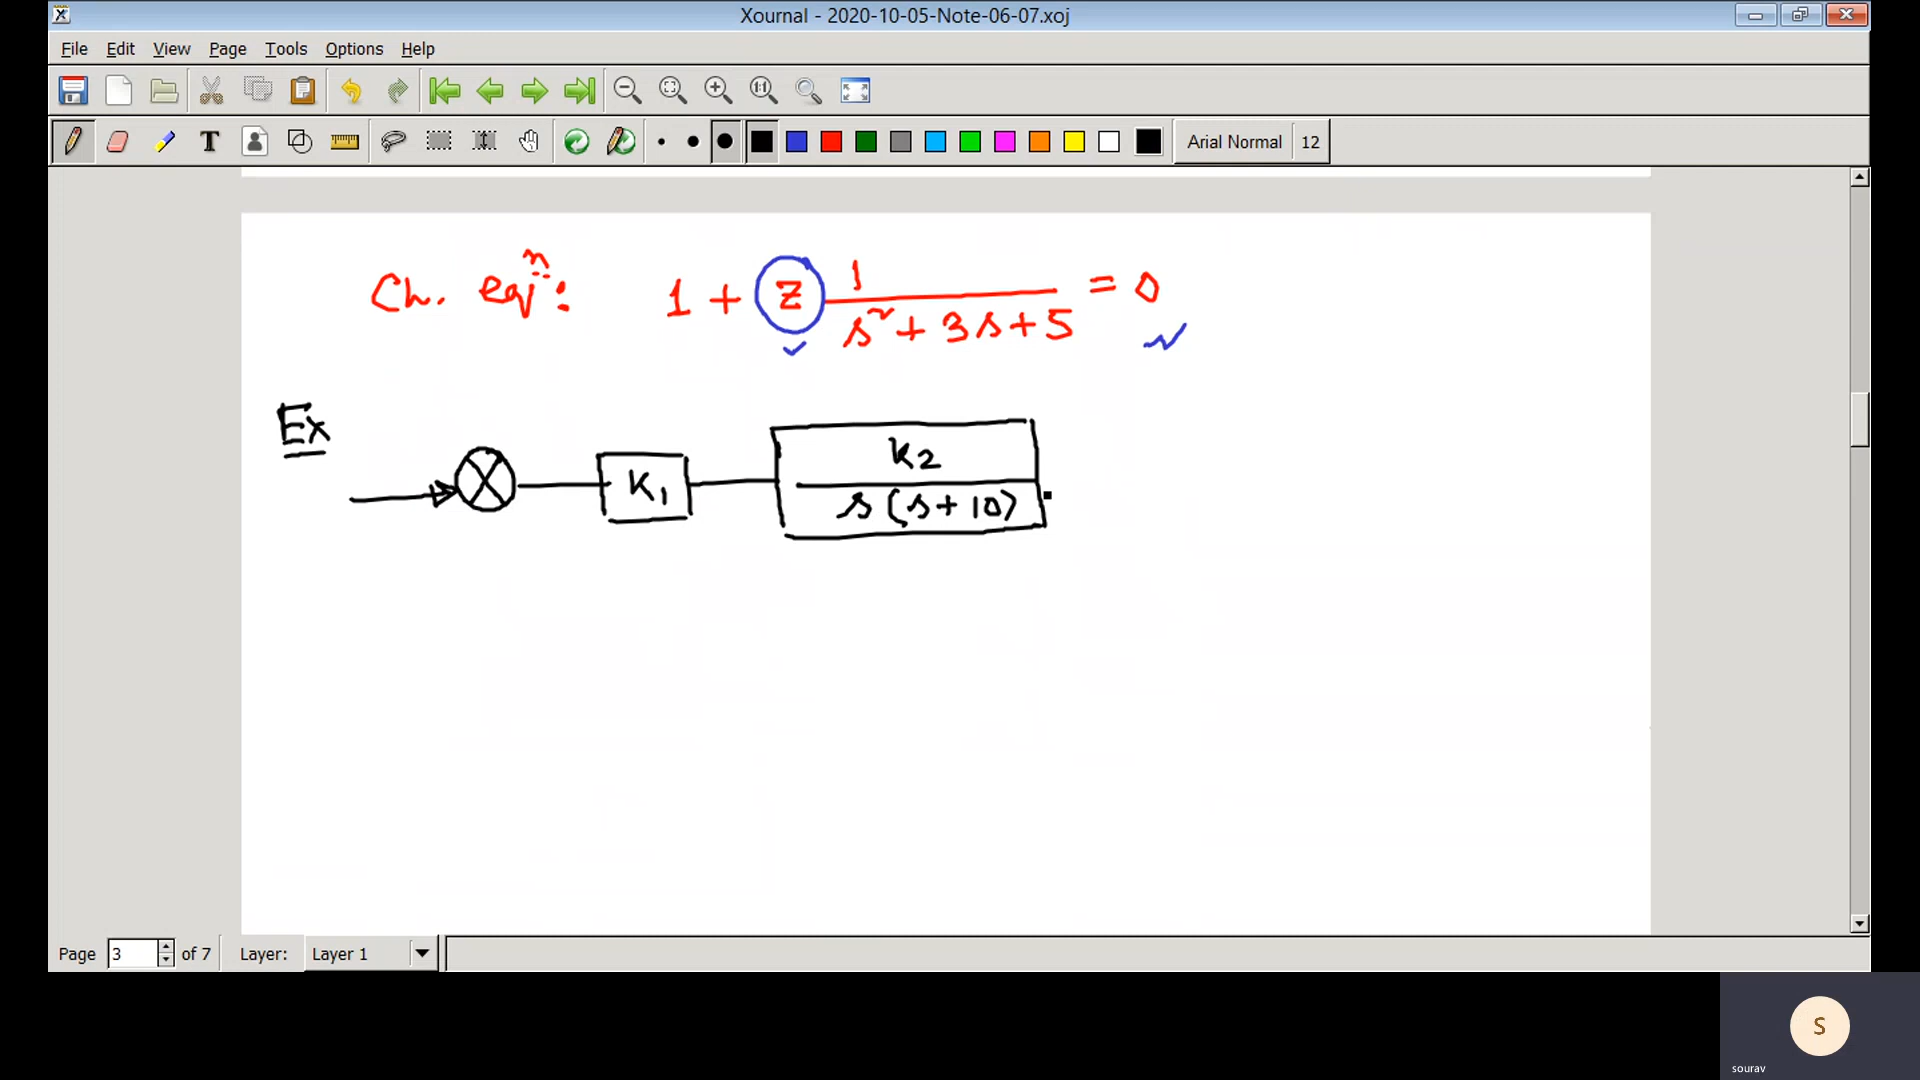 Xournal - 2020-10-05-Note-06-07.xoj
File Edit View Page Tools Options Help
T Arial Normal 12
Ch. eqⁿ: 1 + z 1/(s² + 3s + 5) = 0
Ex
K₁
K₂
s(s+10)
Page 3 of 7 Layer: Layer 1
S
sourav